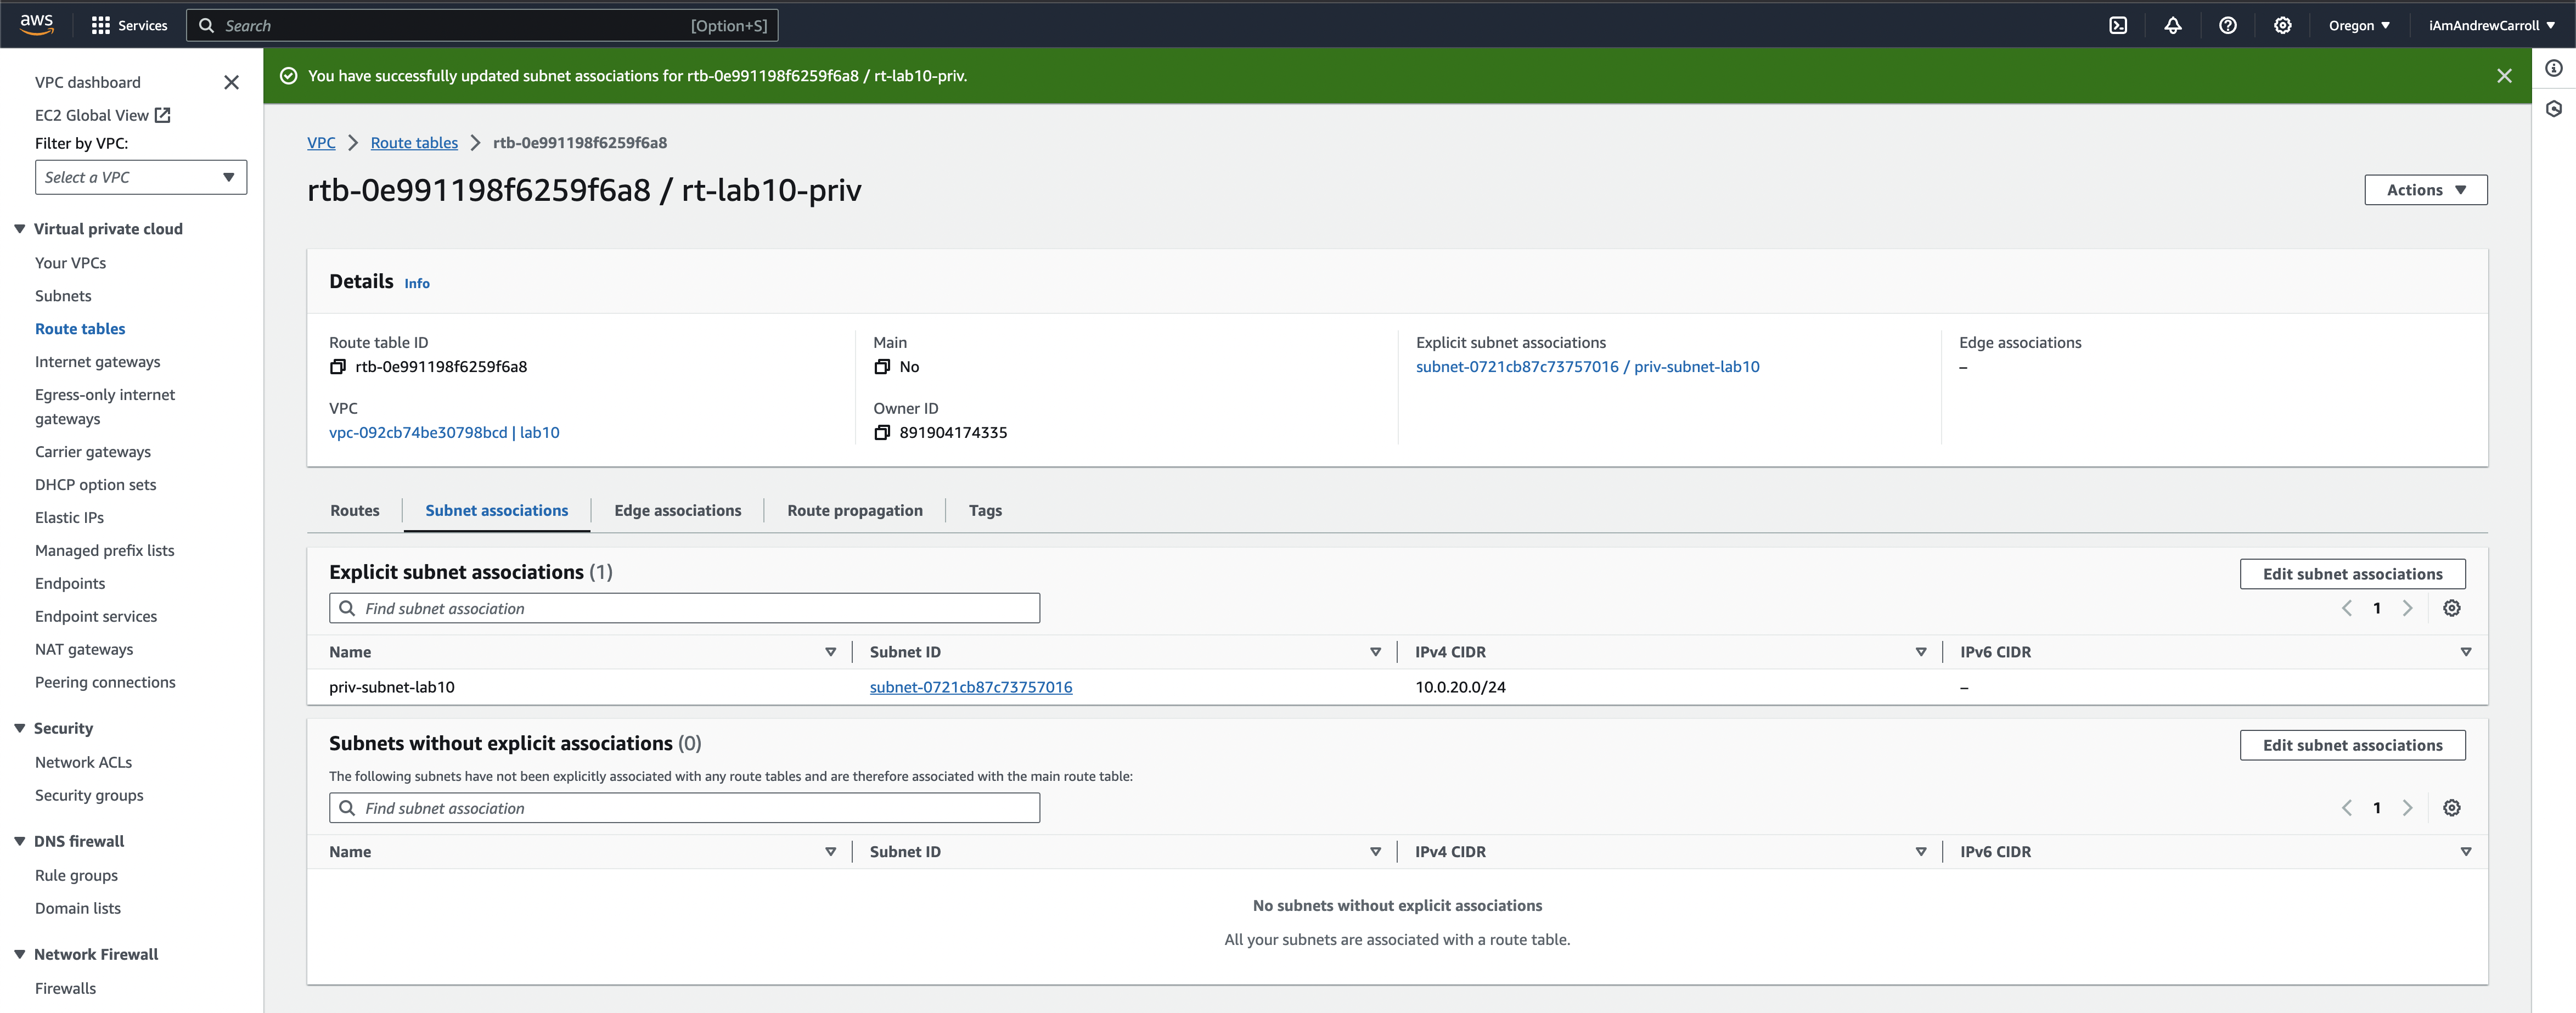 aws
Services
Search
[Option+S]
Oregon
iAmAndrewCarroll
VPC dashboard
EC2 Global View
Filter by VPC:
Select a VPC
Virtual private cloud
Your VPCs
Subnets
Route tables
Internet gateways
Egress-only internet
gateways
Carrier gateways
DHCP option sets
Elastic IPs
Managed prefix lists
Endpoints
Endpoint services
NAT gateways
Peering connections
Security
Network ACLs
Security groups
DNS firewall
Rule groups
Domain lists
Network Firewall
Firewalls
You have successfully updated subnet associations for rtb-0e991198f6259f6a8 / rt-lab10-priv.
VPC
Route tables
rtb-0e991198f6259f6a8
rtb-0e991198f6259f6a8 / rt-lab10-priv
Actions
Details Info
Route table ID
rtb-0e991198f6259f6a8
Main
No
Explicit subnet associations
subnet-0721cb87c73757016 / priv-subnet-lab10
Edge associations
–
VPC
vpc-092cb74be30798bcd | lab10
Owner ID
891904174335
Routes
Subnet associations
Edge associations
Route propagation
Tags
Explicit subnet associations (1)
Edit subnet associations
Find subnet association
1
Name
Subnet ID
IPv4 CIDR
IPv6 CIDR
priv-subnet-lab10
subnet-0721cb87c73757016
10.0.20.0/24
–
Subnets without explicit associations (0)
Edit subnet associations
The following subnets have not been explicitly associated with any route tables and are therefore associated with the main route table:
Find subnet association
1
Name
Subnet ID
IPv4 CIDR
IPv6 CIDR
No subnets without explicit associations
All your subnets are associated with a route table.